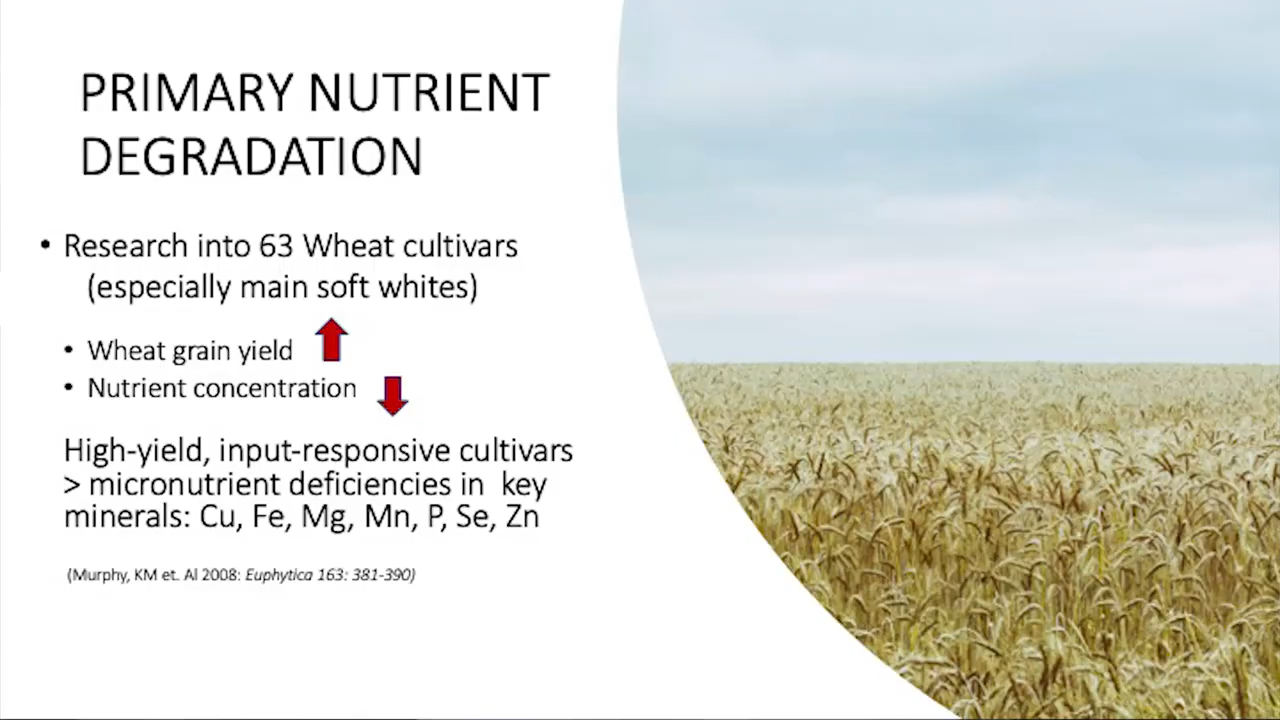 PRIMARY NUTRIENT
DEGRADATION
• Research into 63 Wheat cultivars
(especially main soft whites)
• Wheat grain yield
• Nutrient concentration
High-yield, input-responsive cultivars
> micronutrient deficiencies in key
minerals: Cu, Fe, Mg, Mn, P, Se, Zn
(Murphy, KM et. Al 2008: Euphytica 163: 381-390)